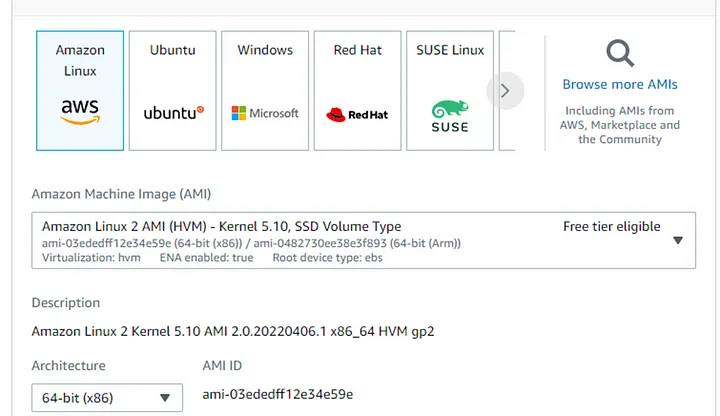 Amazon
Linux
Ubuntu
Windows
Red Hat
SUSE Linux
aws
ubuntu
Microsoft
Red Hat
SUSE
Browse more AMIs
Including AMIs from
AWS, Marketplace and
the Community
Amazon Machine Image (AMI)
Amazon Linux 2 AMI (HVM) - Kernel 5.10, SSD Volume Type
Free tier eligible
ami-03ededff12e34e59e (64-bit (x86)) / ami-0482730ee38e3f893 (64-bit (Arm))
Virtualization: hvm ENA enabled: true Root device type: ebs
Description
Amazon Linux 2 Kernel 5.10 AMI 2.0.20220406.1 x86_64 HVM gp2
Architecture
AMI ID
64-bit (x86)
ami-03ededff12e34e59e